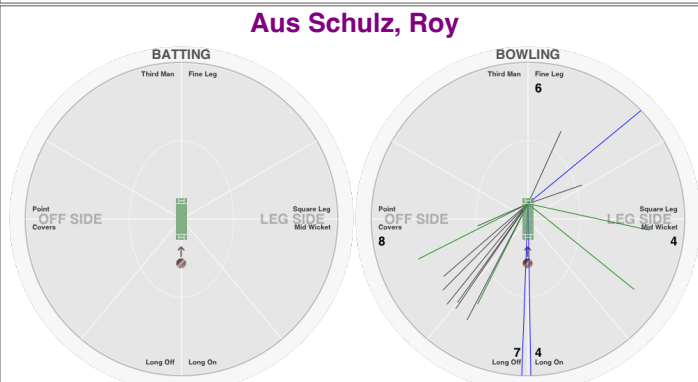 Aus Schulz, Roy
BATTING
Third Man Fine Leg
Point
OFF SIDE
Covers
Square Leg
LEG SIDE
Mid Wicket
Long Off Long On
BOWLING
Third Man Fine Leg
6
Point
OFF SIDE
Covers
8
Square Leg
LEG SIDE
Mid Wicket
4
7 4
Long Off Long On